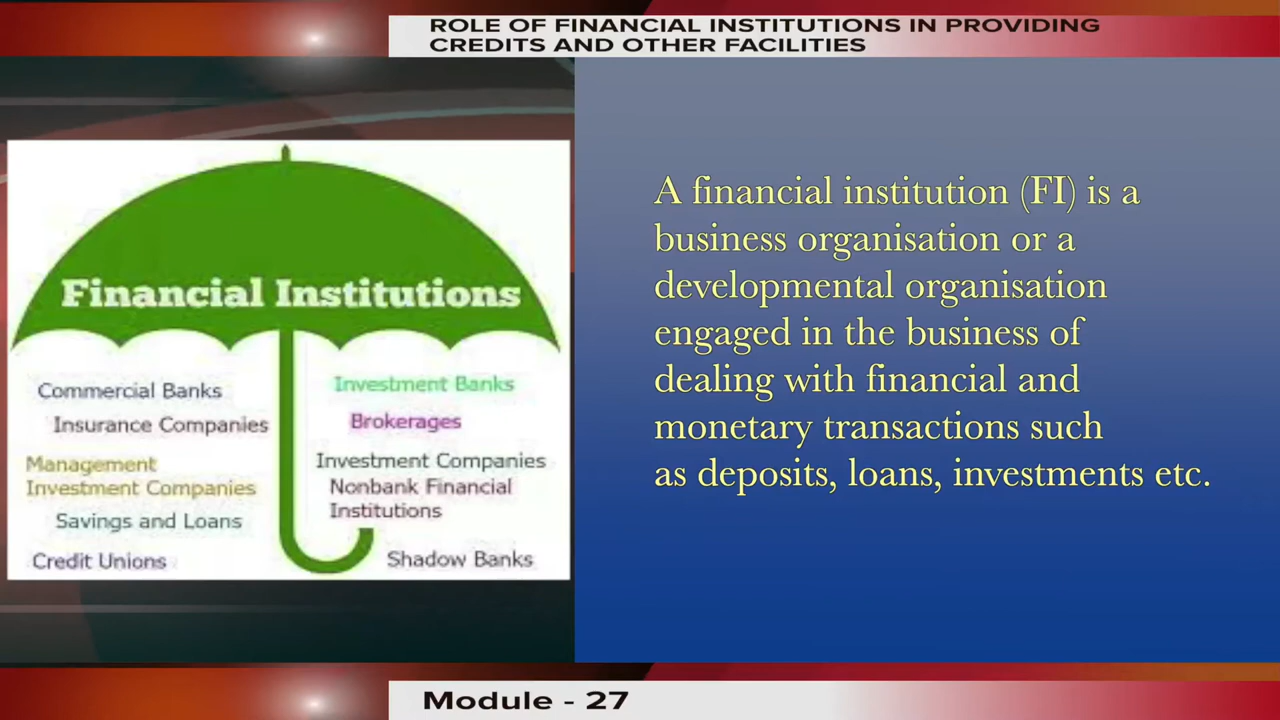 ROLE OF FINANCIAL INSTITUTIONS IN PROVIDING
CREDITS AND OTHER FACILITIES
Financial Institutions
Commercial Banks
Insurance Companies
Management
Investment Companies
Savings and Loans
Credit Unions
Investment Banks
Brokerages
Investment Companies
Nonbank Financial
Institutions
Shadow Banks
A financial institution (FI) is a
business organisation or a
developmental organisation
engaged in the business of
dealing with financial and
monetary transactions such
as deposits, loans, investments etc.
Module - 27